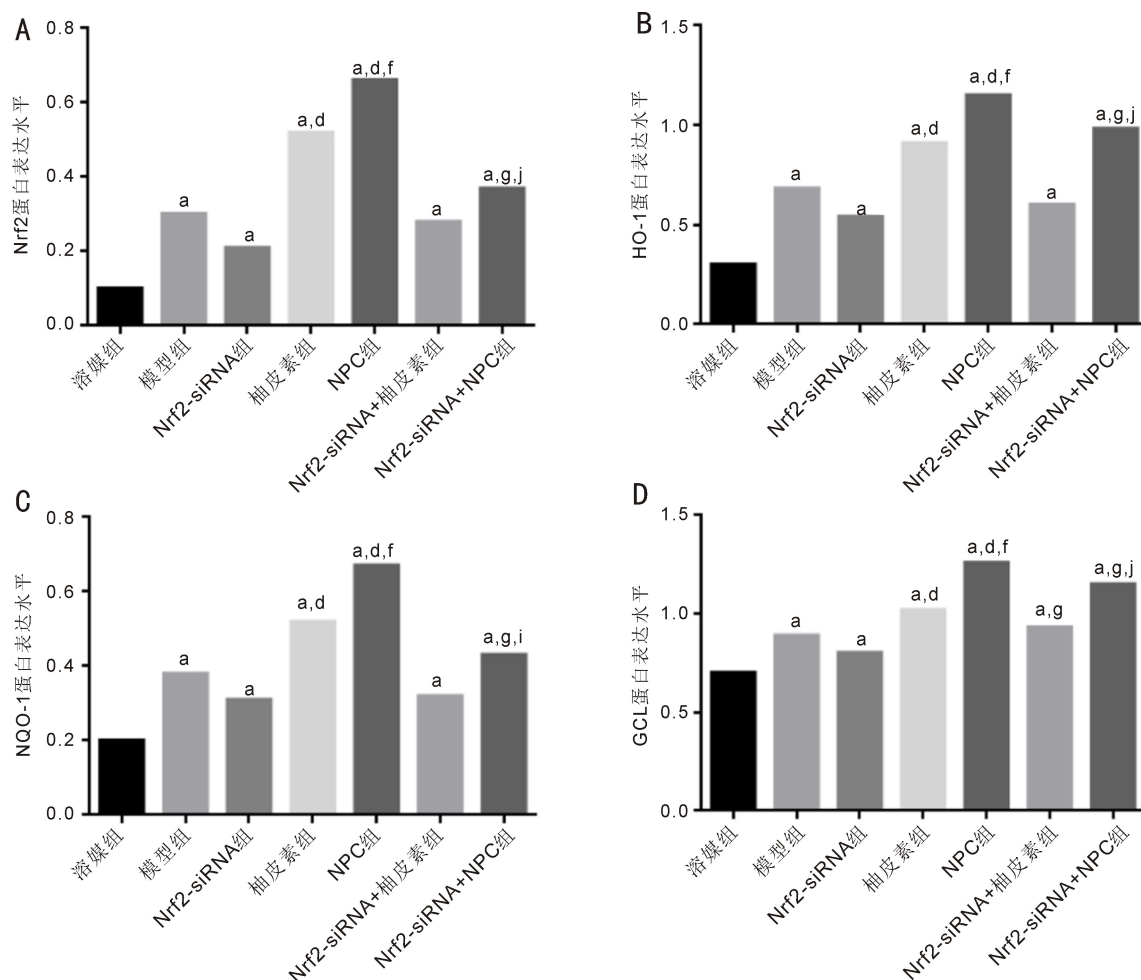 A
Nrf2蛋白表达水平
0.8
0.6
0.4
0.2
0.0
a
a
a,d
a,d,f
a
a,g,j
溶媒组
模型组
Nrf2-siRNA组
柚皮素组
NPC组
Nrf2-siRNA+柚皮素组
Nrf2-siRNA+NPC组
B
HO-1蛋白表达水平
1.5
1.0
0.5
0.0
a
a
a,d
a,d,f
a
a,g,j
溶媒组
模型组
Nrf2-siRNA组
柚皮素组
NPC组
Nrf2-siRNA+柚皮素组
Nrf2-siRNA+NPC组
C
NQO-1蛋白表达水平
0.8
0.6
0.4
0.2
0.0
a
a
a,d
a,d,f
a
a,g,i
溶媒组
模型组
Nrf2-siRNA组
柚皮素组
NPC组
Nrf2-siRNA+柚皮素组
Nrf2-siRNA+NPC组
D
GCL蛋白表达水平
1.5
1.0
0.5
0.0
a
a
a,d
a,d,f
a,g
a,g,j
溶媒组
模型组
Nrf2-siRNA组
柚皮素组
NPC组
Nrf2-siRNA+柚皮素组
Nrf2-siRNA+NPC组